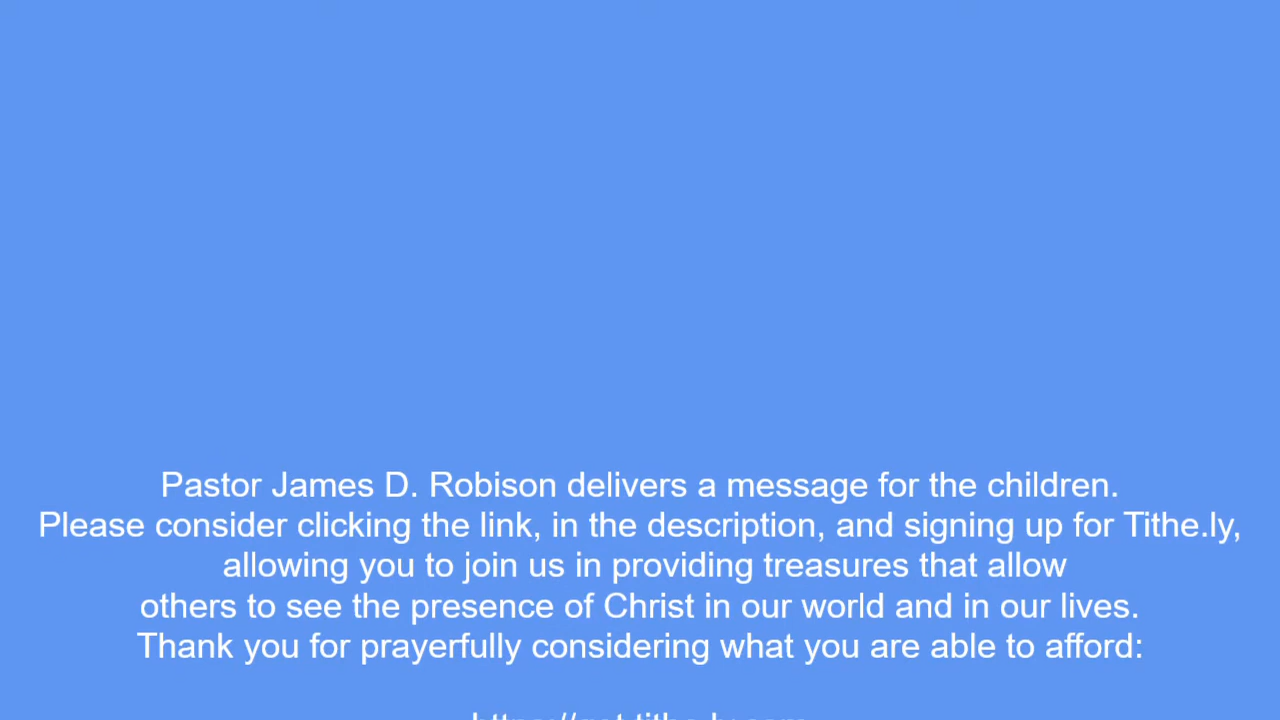 Pastor James D. Robison delivers a message for the children.
Please consider clicking the link, in the description, and signing up for Tithe.ly,
allowing you to join us in providing treasures that allow
others to see the presence of Christ in our world and in our lives.
Thank you for prayerfully considering what you are able to afford: